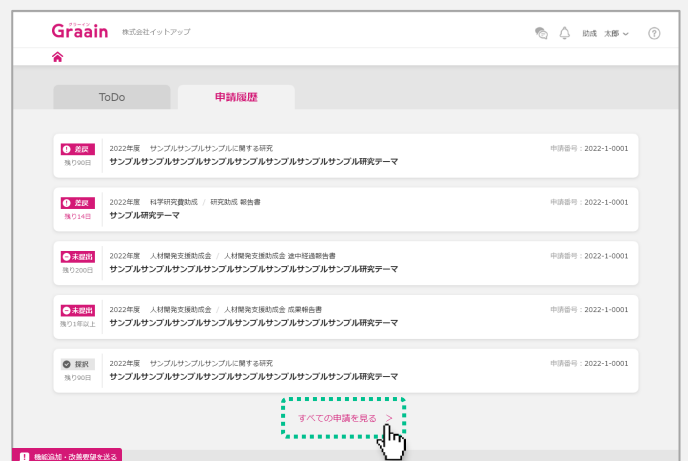 グラーイン
Graain 株式会社イットアップ 助成 太郎 ?
ToDo 申請履歴
差戻 2022年度 サンプルサンプルサンプルに関する研究 申請番号：2022-1-0001
残り90日 サンプルサンプルサンプルサンプルサンプルサンプルサンプル研究テーマ
差戻 2022年度 科学研究費助成 / 研究助成 報告書 申請番号：2022-1-0001
残り14日 サンプル研究テーマ
未提出 2022年度 人材開発支援助成金 / 人材開発支援助成金 途中経過報告書 申請番号：2022-1-0001
残り200日 サンプルサンプルサンプルサンプルサンプルサンプルサンプル研究テーマ
未提出 2022年度 人材開発支援助成金 / 人材開発支援助成金 成果報告書 申請番号：2022-1-0001
残り1年以上 サンプルサンプルサンプルサンプルサンプルサンプルサンプル研究テーマ
採択 2022年度 サンプルサンプルサンプルに関する研究 申請番号：2022-1-0001
残り90日 サンプルサンプルサンプルサンプルサンプルサンプルサンプル研究テーマ
すべての申請を見る >
機能追加・改善要望を送る